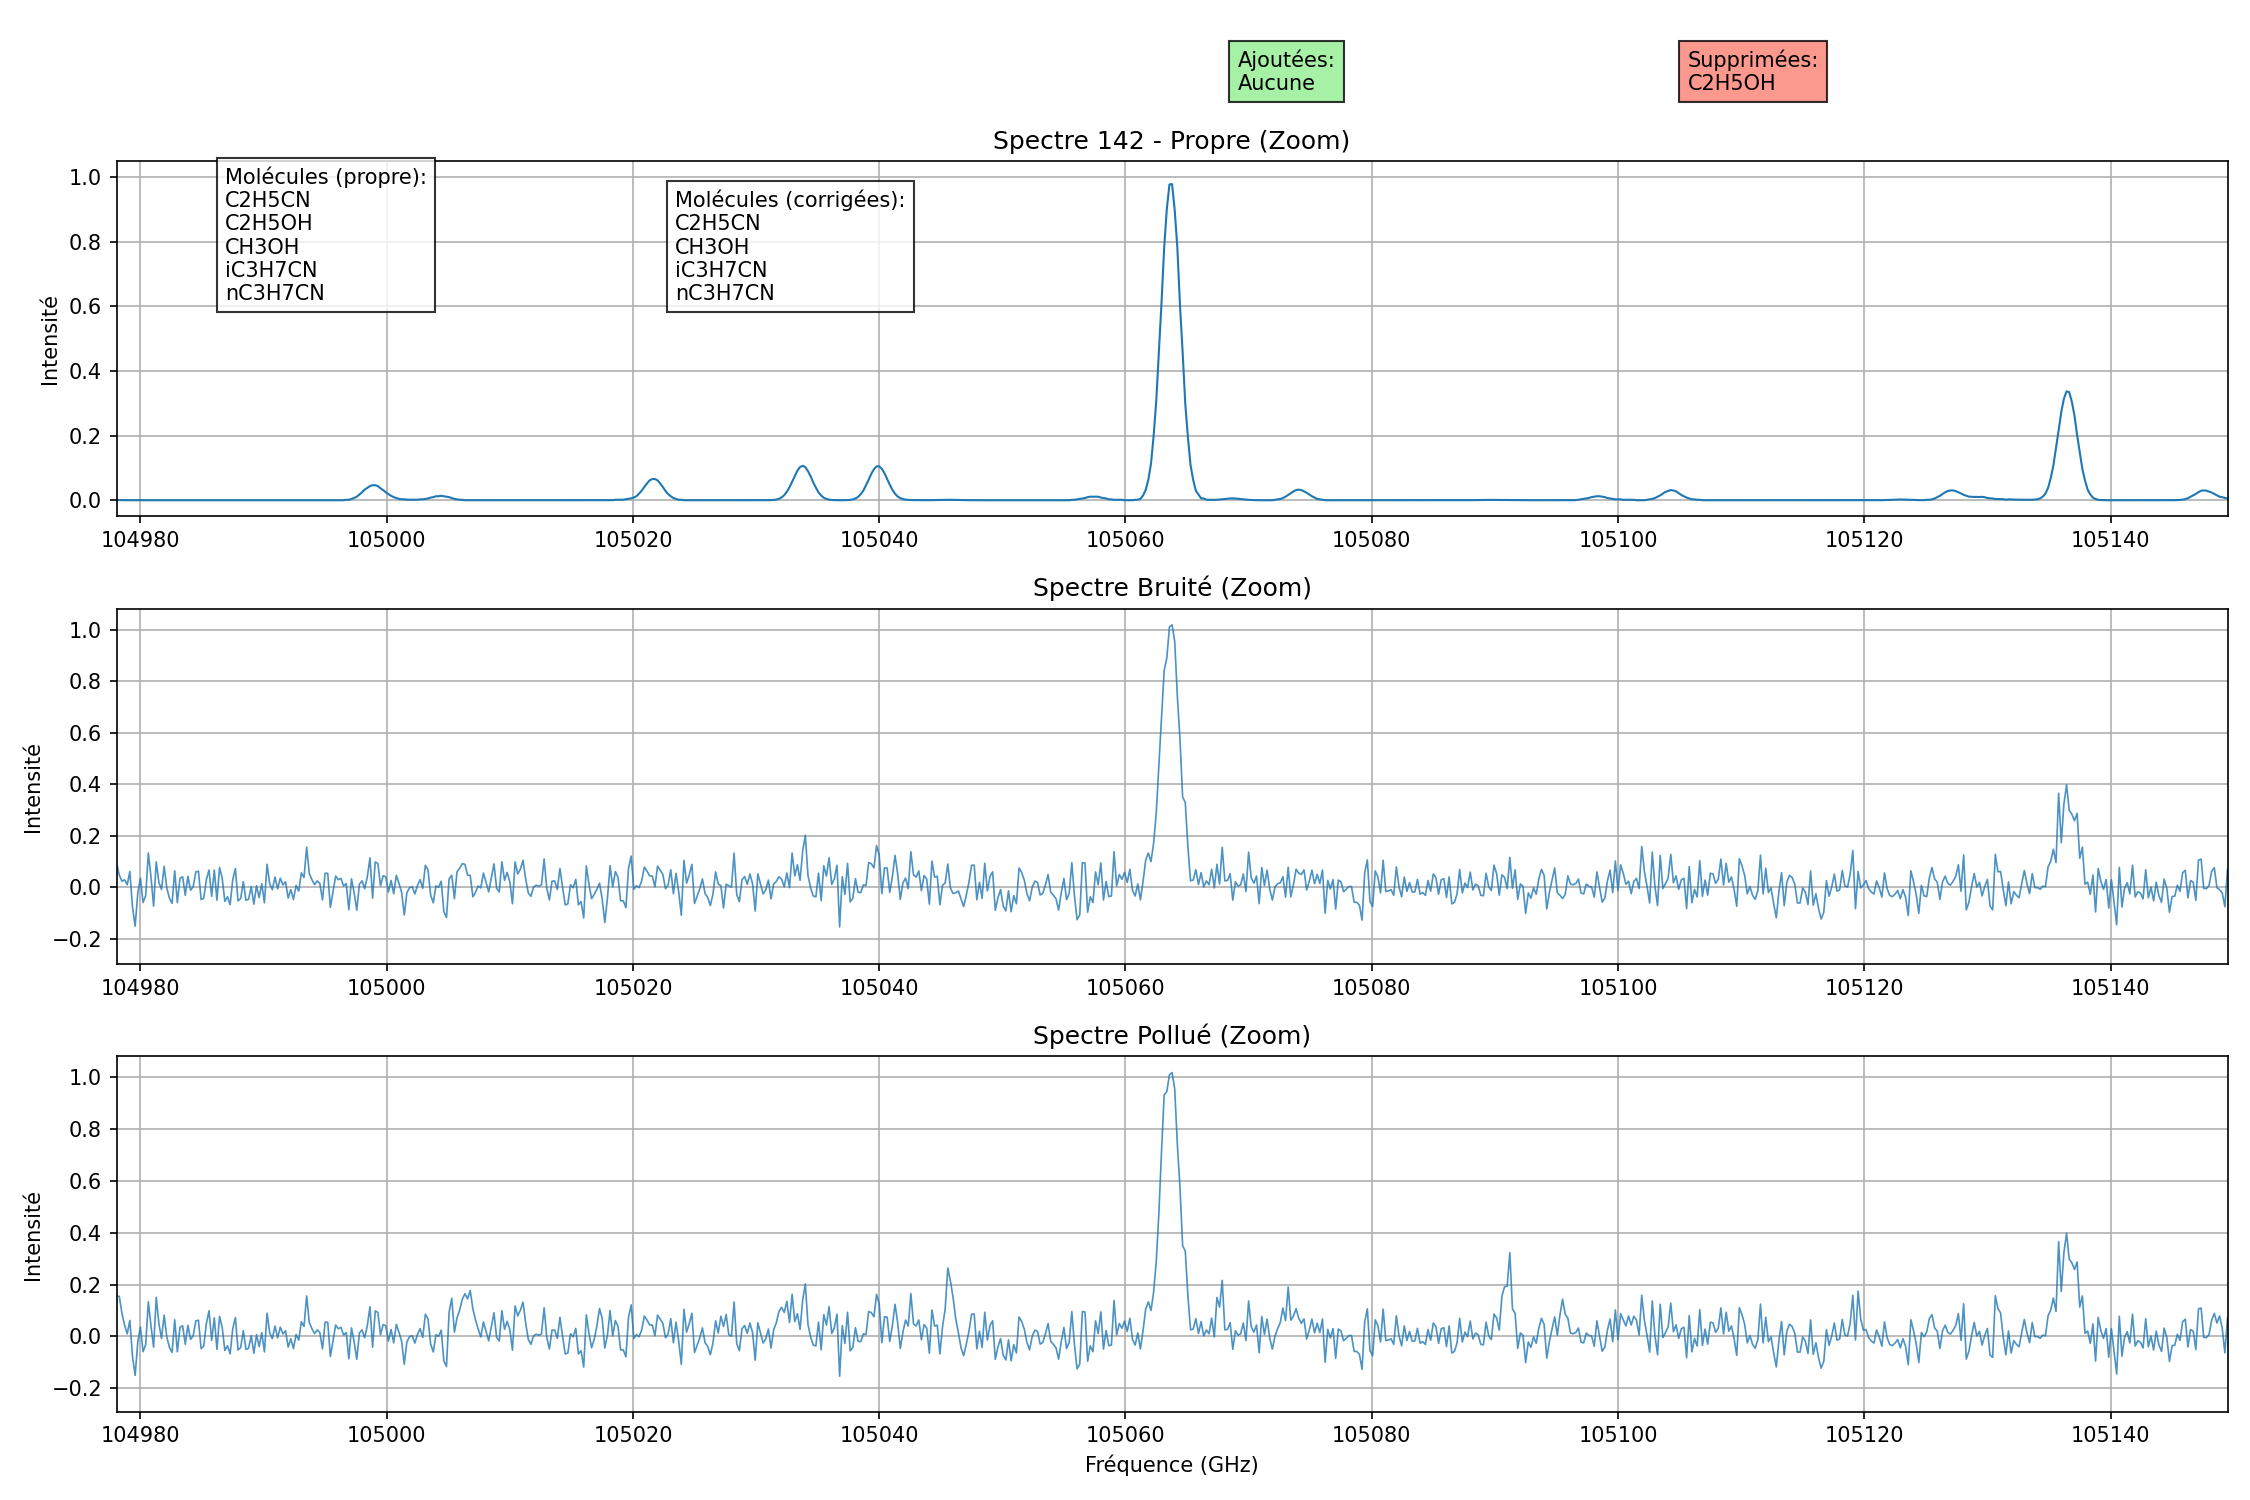 Ajoutées:
Aucune
Supprimées:
C2H5OH
Spectre 142 - Propre (Zoom)
Molécules (propre):
C2H5CN
C2H5OH
CH3OH
iC3H7CN
nC3H7CN
Molécules (corrigées):
C2H5CN
CH3OH
iC3H7CN
nC3H7CN
Intensité
1.0
0.8
0.6
0.4
0.2
0.0
104980 105000 105020 105040 105060 105080 105100 105120 105140
Spectre Bruité (Zoom)
Intensité
1.0
0.8
0.6
0.4
0.2
0.0
−0.2
104980 105000 105020 105040 105060 105080 105100 105120 105140
Spectre Pollué (Zoom)
Intensité
1.0
0.8
0.6
0.4
0.2
0.0
−0.2
104980 105000 105020 105040 105060 105080 105100 105120 105140
Fréquence (GHz)